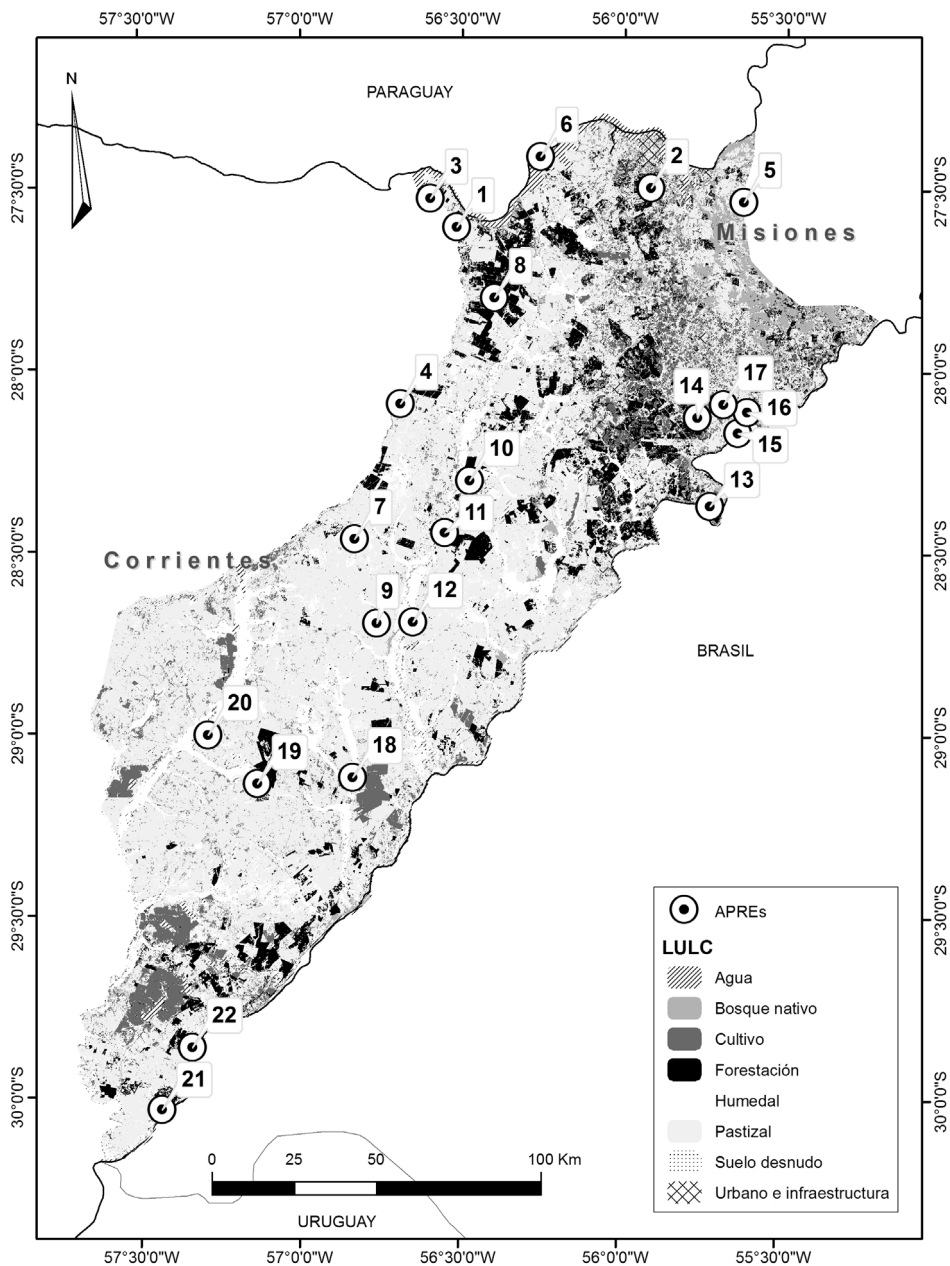 57°30'0"W 57°0'0"W 56°30'0"W 56°0'0"W 55°30'0"W
N
PARAGUAY
6
2
3
5
1
27°30'0"S
27°30'0"S
Misiones
8
28°0'0"S
28°0'0"S
4
14
17
16
15
10
13
7
11
Corrientes
28°30'0"S
28°30'0"S
9
12
BRASIL
20
29°0'0"S
29°0'0"S
19
18
APREs
29°30'0"S
29°30'0"S
LULC
Agua
Bosque nativo
22
Cultivo
21
Forestación
30°0'0"S
30°0'0"S
Humedal
Pastizal
0 25 50 100 Km
Suelo desnudo
Urbano e infraestructura
URUGUAY
57°30'0"W 57°0'0"W 56°30'0"W 56°0'0"W 55°30'0"W